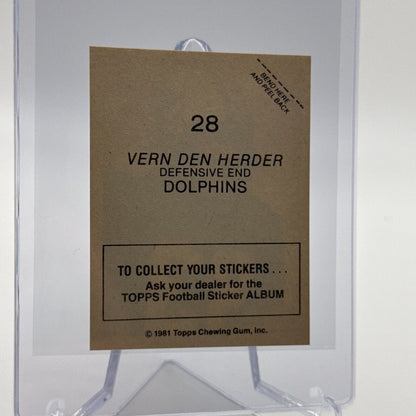 BEND HERE
AND PEEL BACK
28
VERN DEN HERDER
DEFENSIVE END
DOLPHINS
TO COLLECT YOUR STICKERS . . .
Ask your dealer for the
TOPPS Football Sticker ALBUM
© 1981 Topps Chewing Gum, Inc.